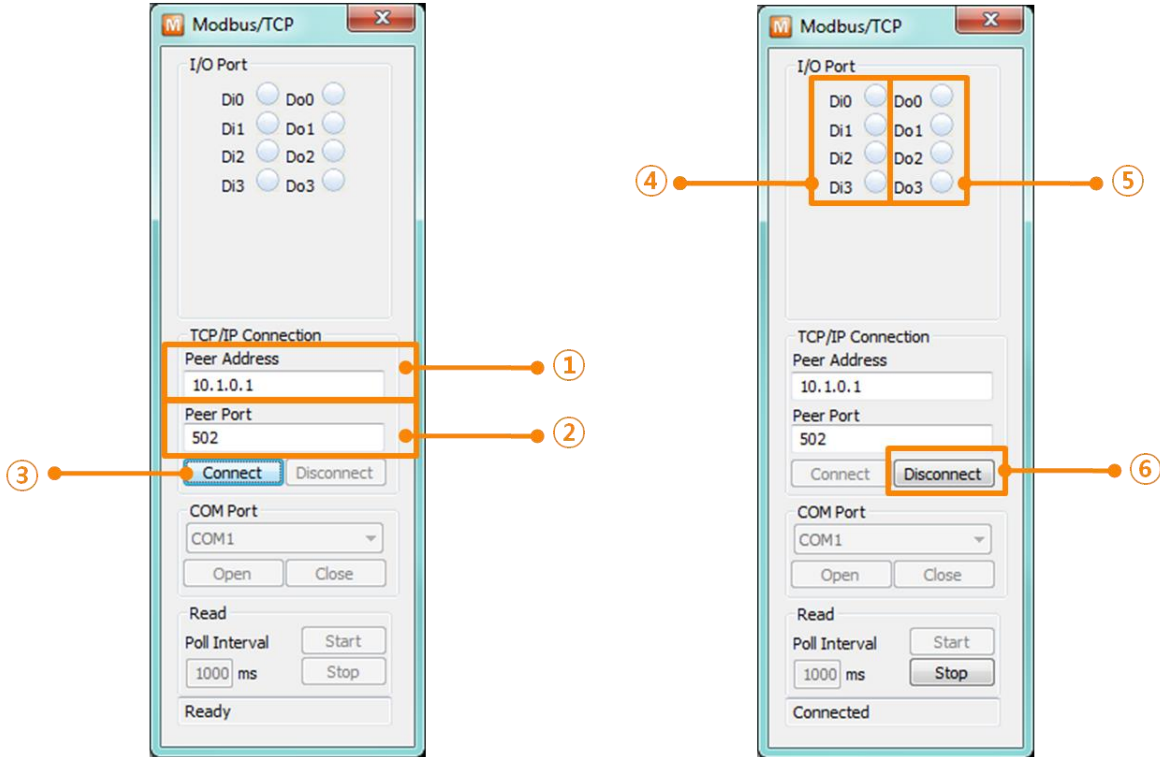 Modbus/TCP
I/O Port
Di0 Do0
Di1 Do1
Di2 Do2
Di3 Do3
TCP/IP Connection
Peer Address
10.1.0.1
①
Peer Port
502
②
③
Connect Disconnect
COM Port
COM1
Open Close
Read
Poll Interval Start
1000 ms Stop
Ready
Modbus/TCP
I/O Port
Di0 Do0
Di1 Do1
Di2 Do2
④ Di3 Do3 ⑤
TCP/IP Connection
Peer Address
10.1.0.1
Peer Port
502
Connect Disconnect ⑥
COM Port
COM1
Open Close
Read
Poll Interval Start
1000 ms Stop
Connected